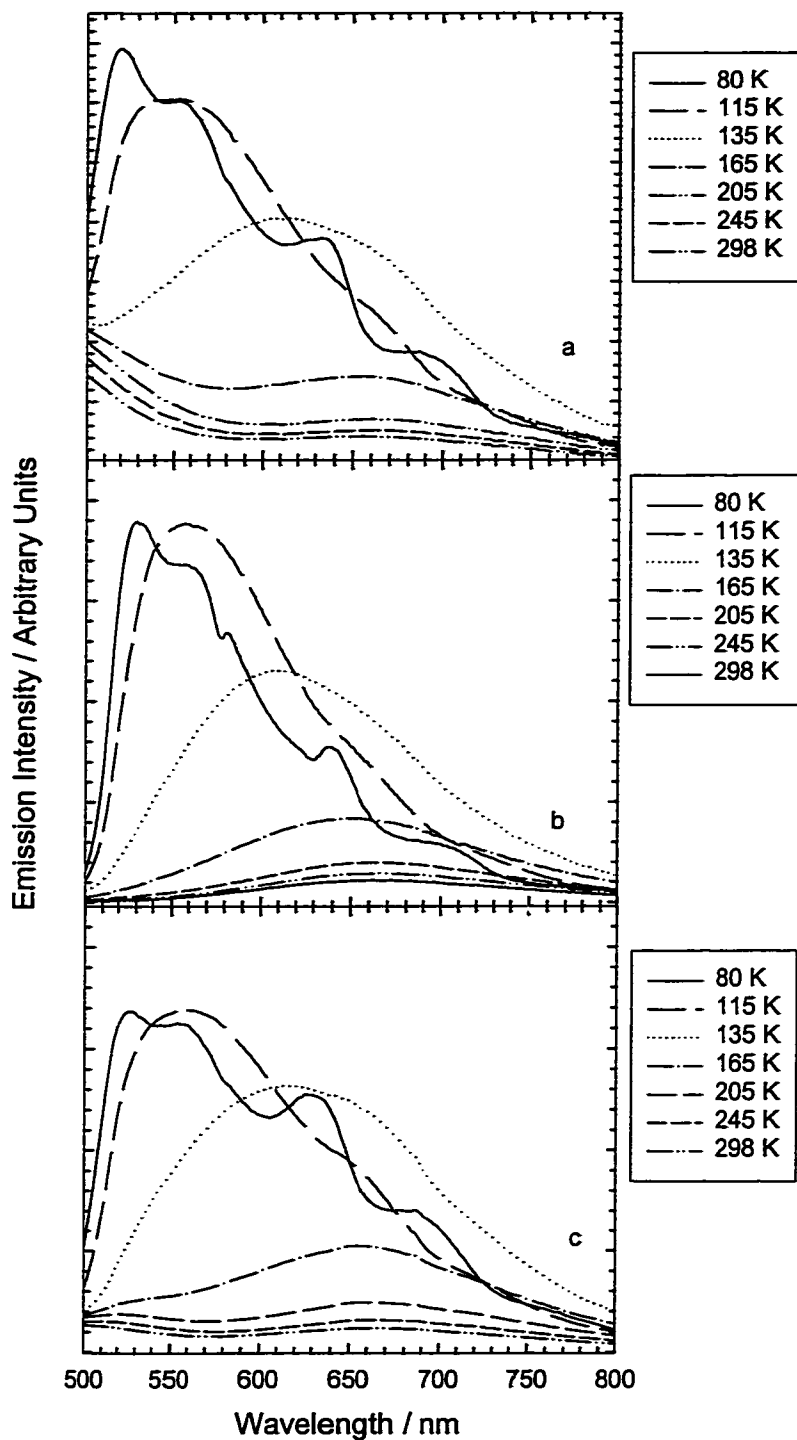 80 K
115 K
135 K
165 K
205 K
245 K
298 K
a
80 K
115 K
135 K
165 K
205 K
245 K
298 K
b
80 K
115 K
135 K
165 K
205 K
245 K
298 K
c
Emission Intensity / Arbitrary Units
500 550 600 650 700 750 800
Wavelength / nm